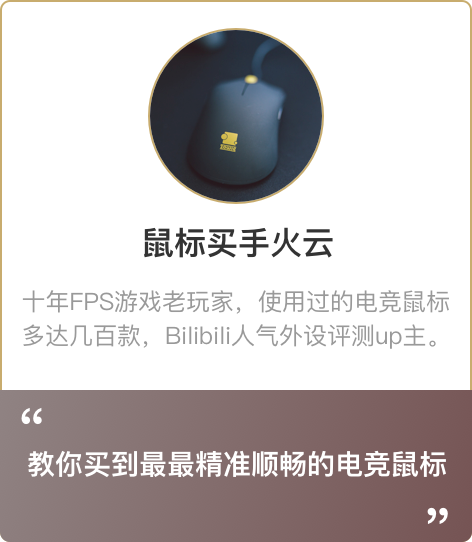 鼠标买手火云
十年FPS游戏老玩家，使用过的电竞鼠标
多达几百款，Bilibili人气外设评测up主。
“
教你买到最最精准顺畅的电竞鼠标
”